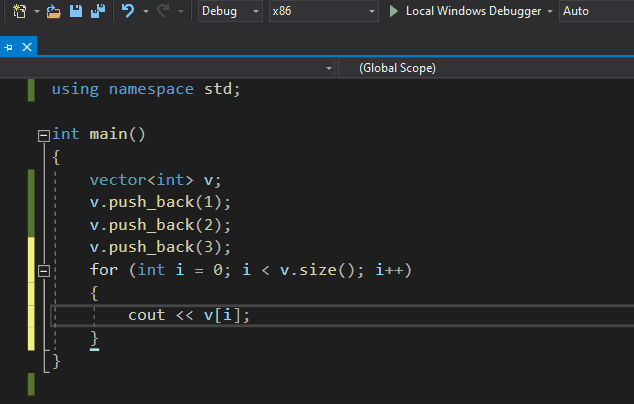 Debug x86 Local Windows Debugger Auto
(Global Scope)
using namespace std;
int main()
{
vector<int> v;
v.push_back(1);
v.push_back(2);
v.push_back(3);
for (int i = 0; i < v.size(); i++)
{
cout << v[i];
}
}